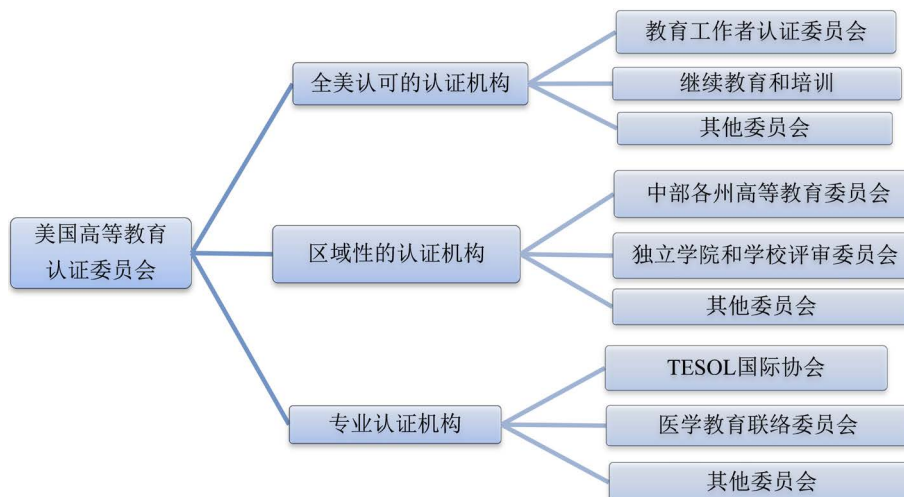 美国高等教育
认证委员会
全美认可的认证机构
教育工作者认证委员会
继续教育和培训
其他委员会
区域性的认证机构
中部各州高等教育委员会
独立学院和学校评审委员会
其他委员会
专业认证机构
TESOL国际协会
医学教育联络委员会
其他委员会